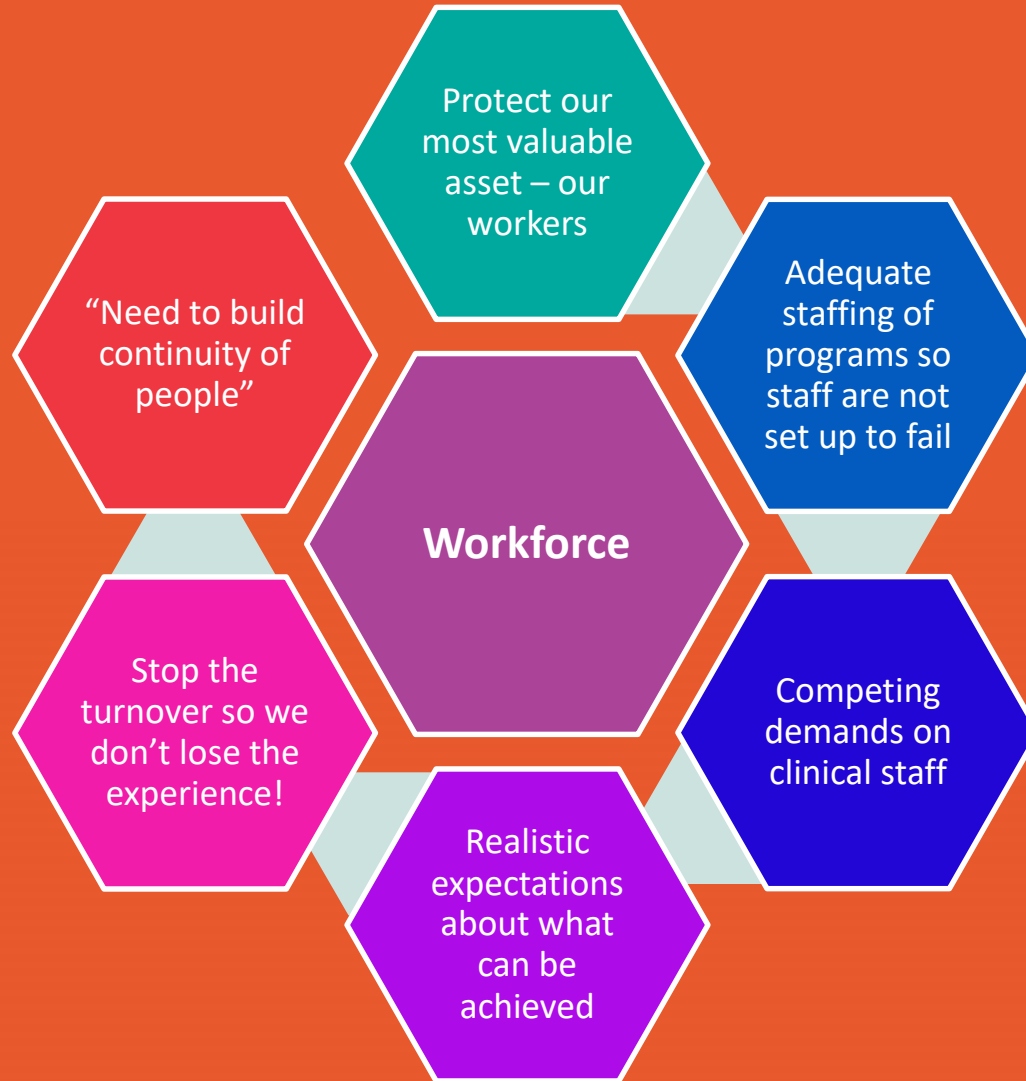 Protect our
most valuable
asset – our
workers
Adequate
staffing of
programs so
staff are not
set up to fail
Competing
demands on
clinical staff
Realistic
expectations
about what
can be
achieved
Stop the
turnover so we
don’t lose the
experience!
“Need to build
continuity of
people”
Workforce